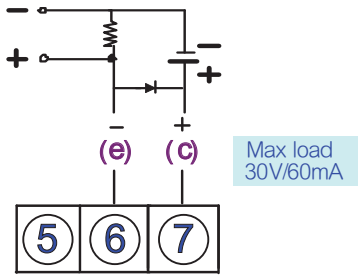 −
+
−
+
− +
(e) (c)
Max load
30V/60mA
5 6 7